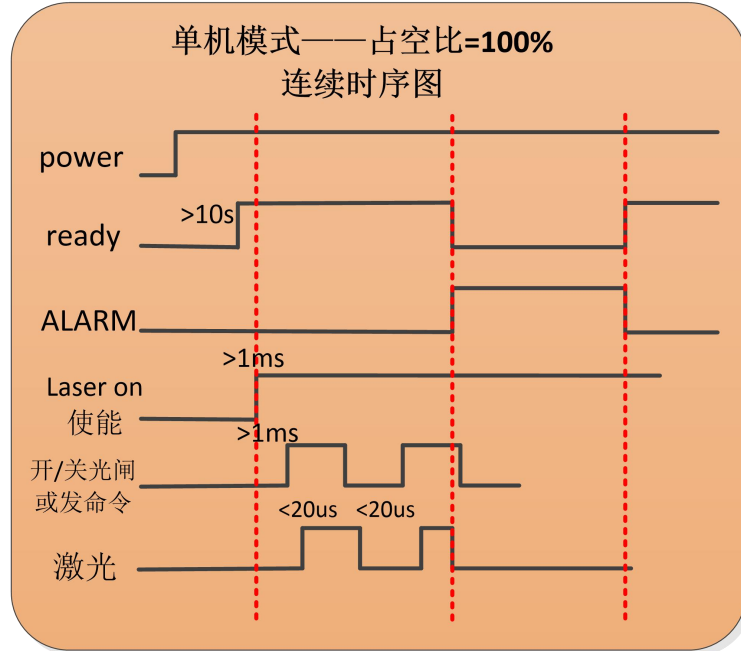 单机模式——占空比=100%
连续时序图
power
>10s
ready
ALARM
>1ms
Laser on
使能
>1ms
开/关光闸
或发命令
<20us <20us
激光